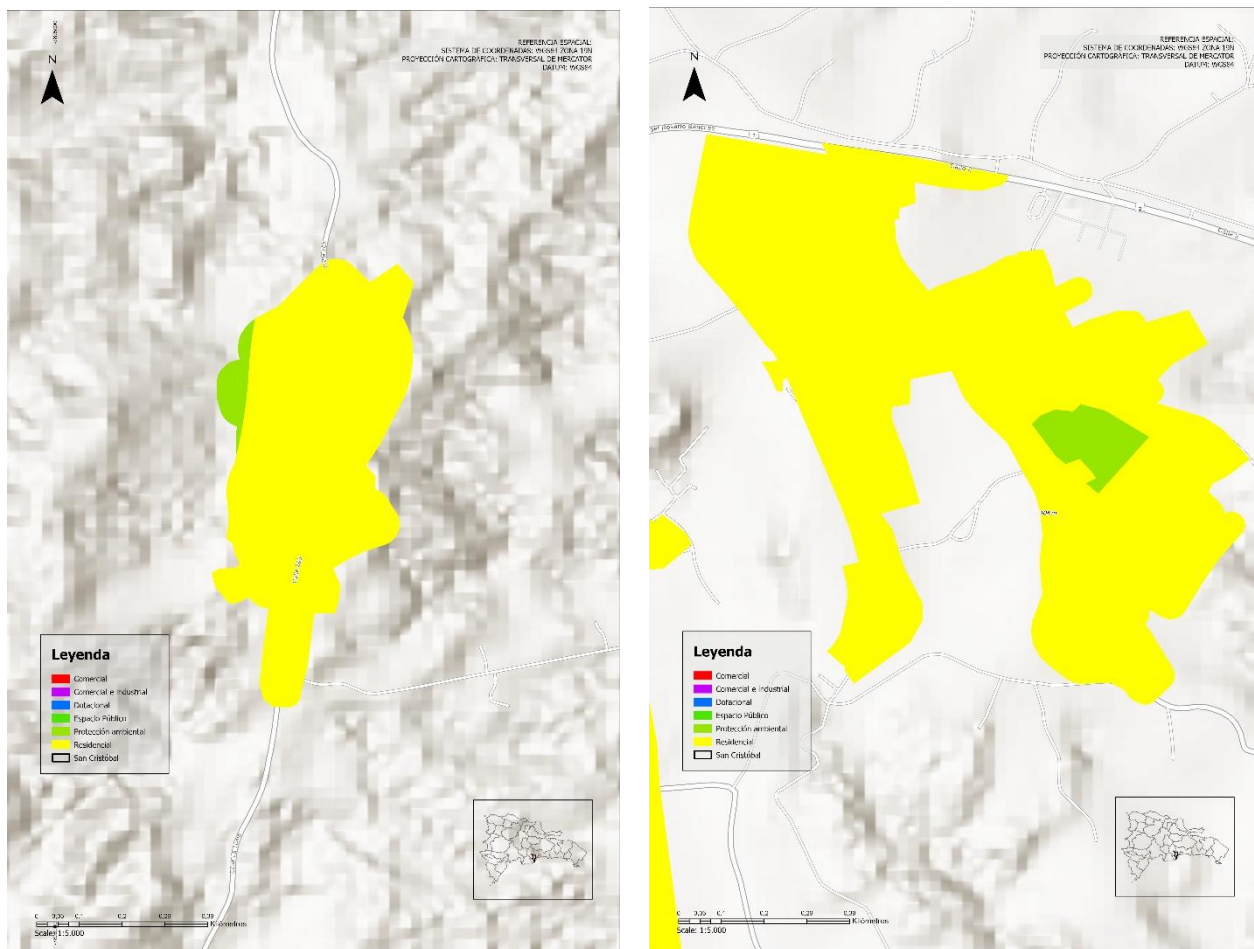 N
REFERENCIA ESPACIAL:
SISTEMA DE COORDENADAS: WGS84 ZONA 19N
PROYECCIÓN CARTOGRAFICA: TRANSVERSAL DE MERCATOR
DATUM: WGS84
Leyenda
Comercial
Comercial e industrial
Dotacional
Espacio Público
Protección ambiental
Residencial
San Cristóbal
Kilómetros
Scale: 1:5.000
N
REFERENCIA ESPACIAL:
SISTEMA DE COORDENADAS: WGS84 ZONA 19N
PROYECCIÓN CARTOGRAFICA: TRANSVERSAL DE MERCATOR
DATUM: WGS84
Leyenda
Comercial
Comercial e industrial
Dotacional
Espacio Público
Protección ambiental
Residencial
San Cristóbal
Kilómetros
Scale: 1:5.000